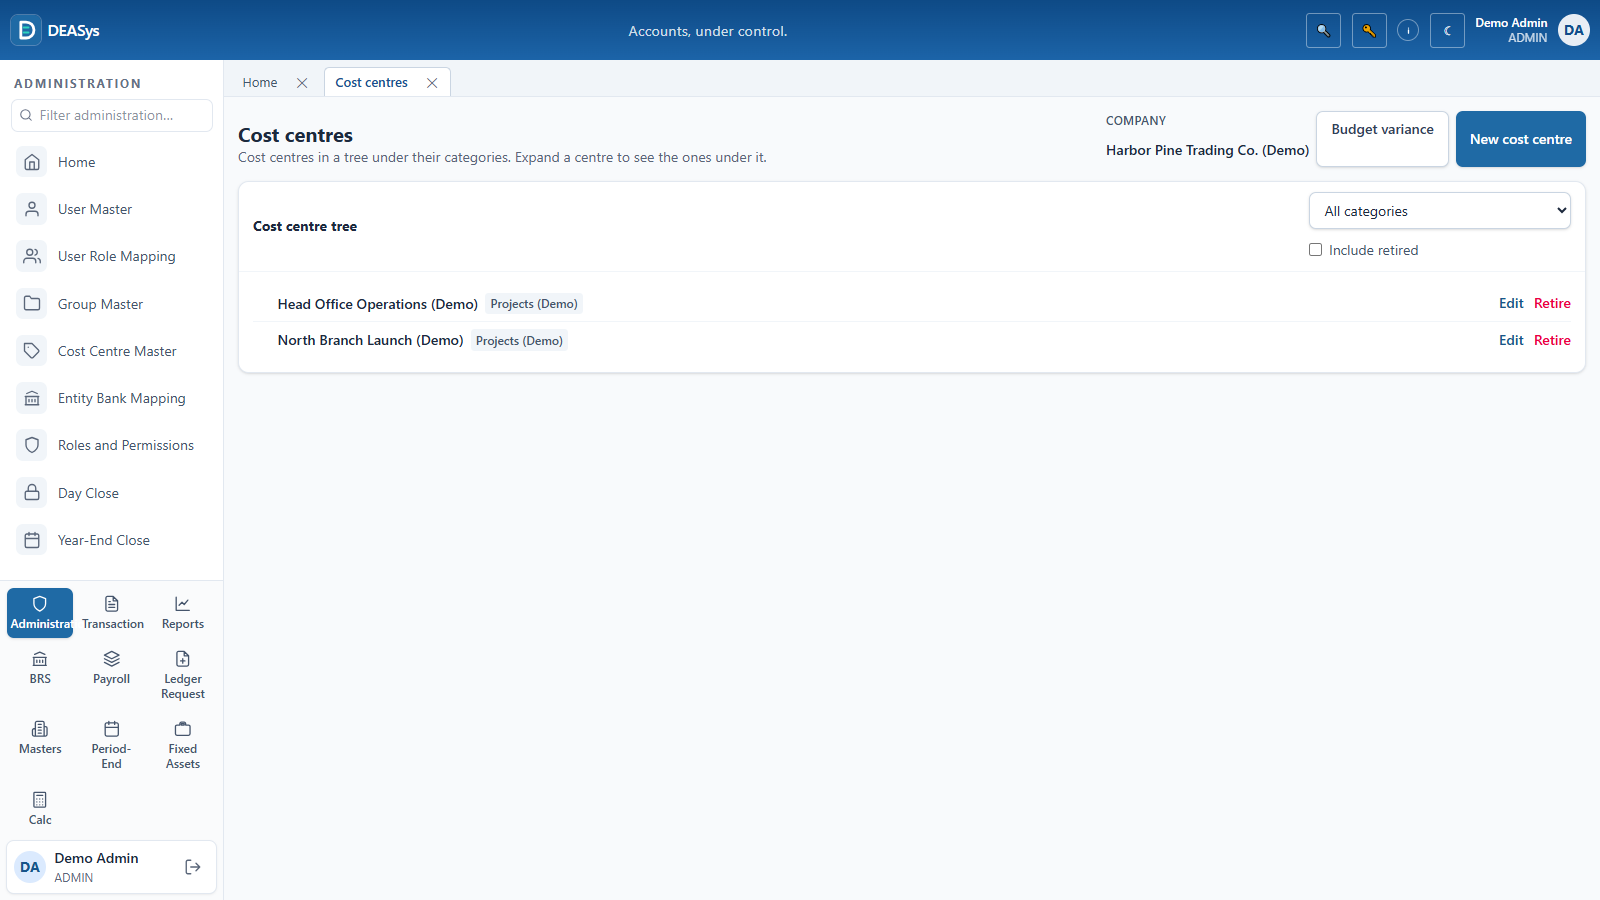 DEASys
Accounts, under control.
Demo Admin
ADMIN
DA
ADMINISTRATION
Filter administration...
Home
User Master
User Role Mapping
Group Master
Cost Centre Master
Entity Bank Mapping
Roles and Permissions
Day Close
Year-End Close
Administrat
Transaction
Reports
BRS
Payroll
Ledger
Request
Masters
Period-
End
Fixed
Assets
Calc
DA
Demo Admin
ADMIN
Home
Cost centres
Cost centres
Cost centres in a tree under their categories. Expand a centre to see the ones under it.
COMPANY
Harbor Pine Trading Co. (Demo)
Budget variance
New cost centre
Cost centre tree
All categories
Include retired
Head Office Operations (Demo) Projects (Demo) Edit Retire
North Branch Launch (Demo) Projects (Demo) Edit Retire